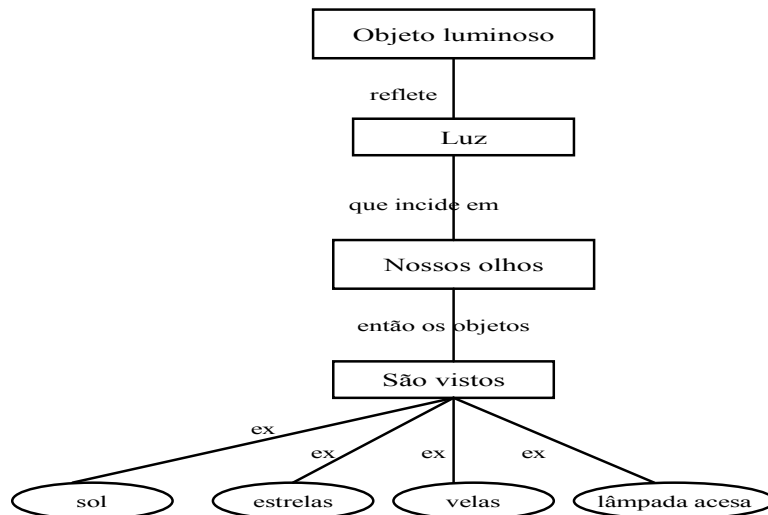 Objeto luminoso
reflete
Luz
que incide em
Nossos olhos
então os objetos
São vistos
ex
ex
ex
ex
sol
estrelas
velas
lâmpada acesa